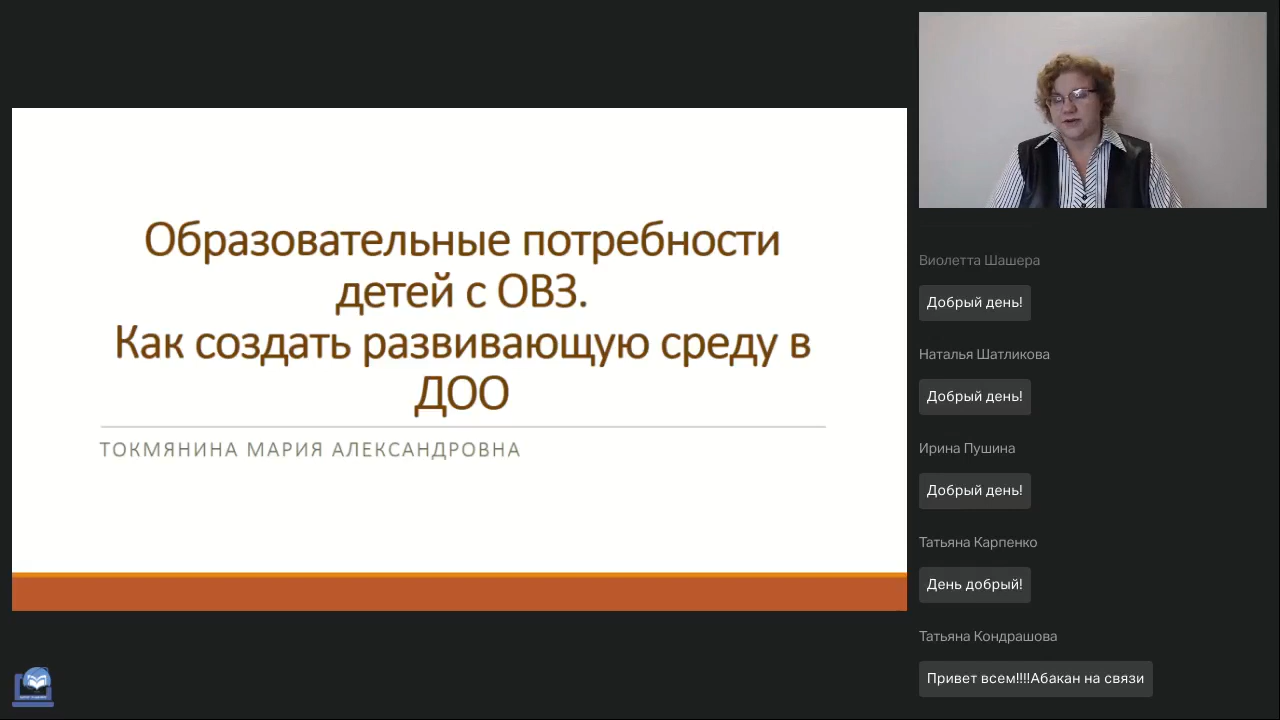 Образовательные потребности
детей с ОВЗ.
Как создать развивающую среду в
ДОО
ТОКМЯНИНА МАРИЯ АЛЕКСАНДРОВНА
Виолетта Шашера
Добрый день!
Наталья Шатликова
Добрый день!
Ирина Пушина
Добрый день!
Татьяна Карпенко
День добрый!
Татьяна Кондрашова
Привет всем!!!!Абакан на связи